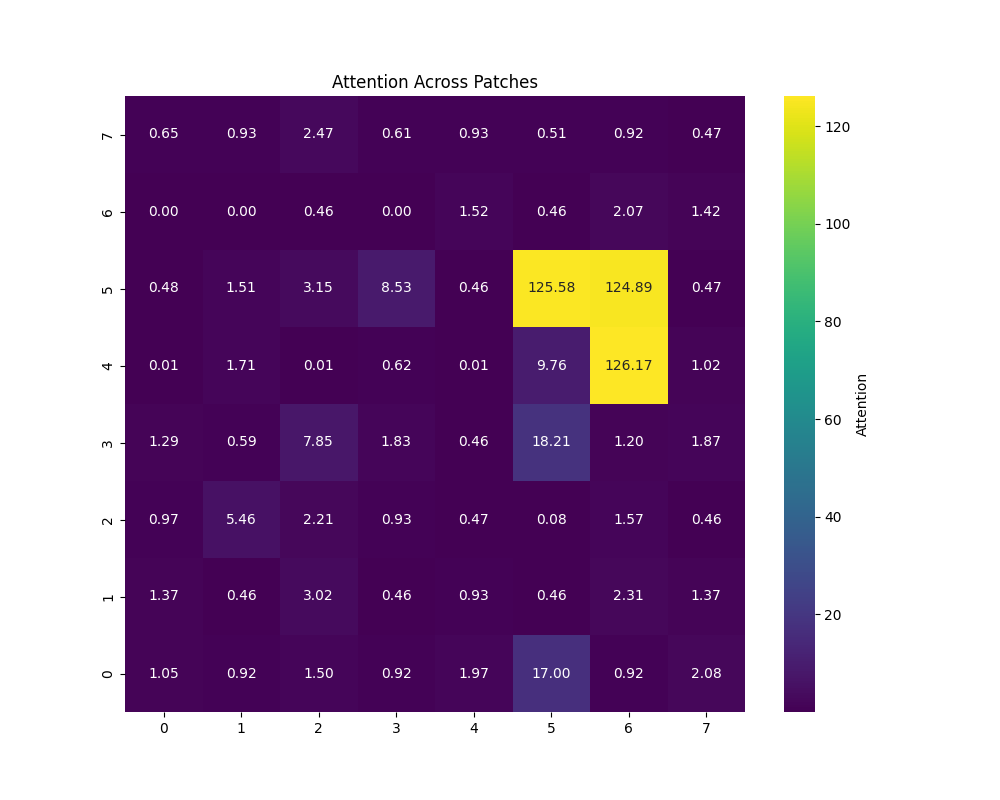 Attention Across Patches
7 0.65 0.93 2.47 0.61 0.93 0.51 0.92 0.47
6 0.00 0.00 0.46 0.00 1.52 0.46 2.07 1.42
5 0.48 1.51 3.15 8.53 0.46 125.58 124.89 0.47
4 0.01 1.71 0.01 0.62 0.01 9.76 126.17 1.02
3 1.29 0.59 7.85 1.83 0.46 18.21 1.20 1.87
2 0.97 5.46 2.21 0.93 0.47 0.08 1.57 0.46
1 1.37 0.46 3.02 0.46 0.93 0.46 2.31 1.37
0 1.05 0.92 1.50 0.92 1.97 17.00 0.92 2.08
0 1 2 3 4 5 6 7
120
100
80
60
40
20
Attention